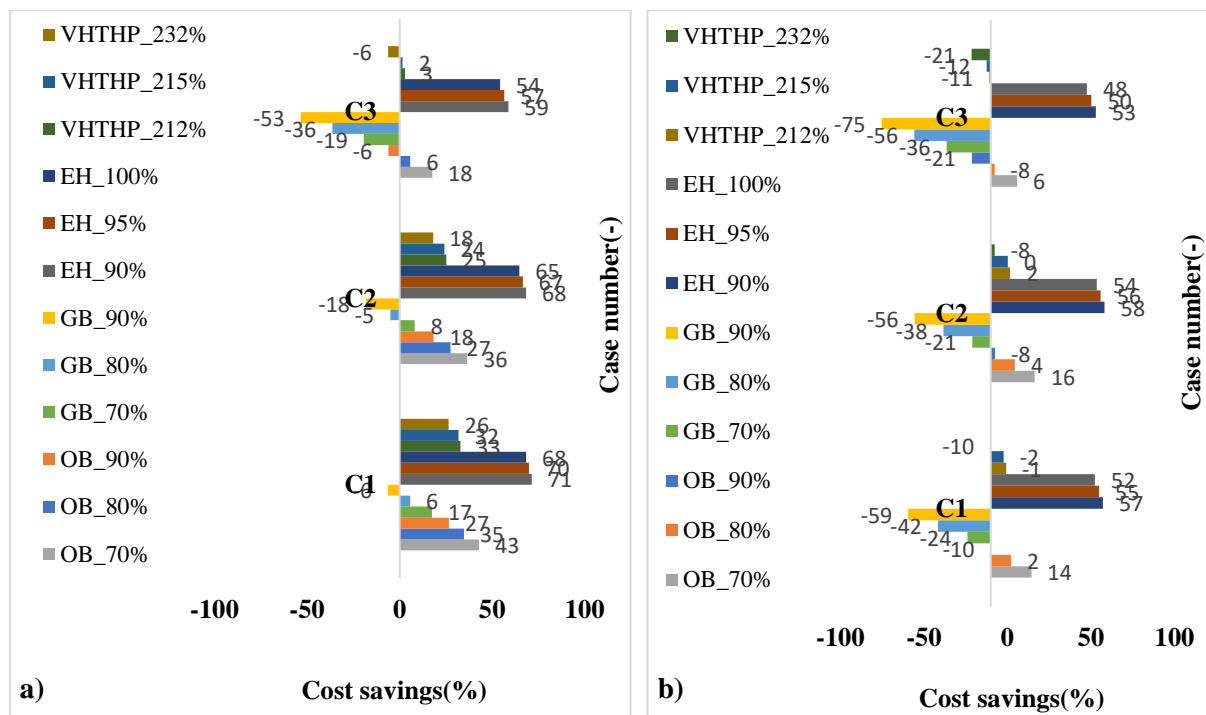 VHTHP_232%
VHTHP_215%
VHTHP_212%
EH_100%
EH_95%
EH_90%
GB_90%
GB_80%
GB_70%
OB_90%
OB_80%
OB_70%
-6
2
3
54
57
59
C3
-53
-36
-19
-6
6
18
18
24
25
65
67
68
C2
-18
-5
8
18
27
36
26
32
33
68
70
71
C1
-6
6
17
27
35
43
Case number(-)
-100
-50
0
50
100
Cost savings(%)
a)
VHTHP_232%
VHTHP_215%
VHTHP_212%
EH_100%
EH_95%
EH_90%
GB_90%
GB_80%
GB_70%
OB_90%
OB_80%
OB_70%
-21
-12
-11
48
50
53
C3
-75
-56
-36
-21
-8
6
-8
0
2
54
56
58
C2
-56
-38
-21
-8
4
16
-10
-2
-1
52
55
57
C1
-59
-42
-24
-10
2
14
Case number(-)
-100
-50
0
50
100
Cost savings(%)
b)